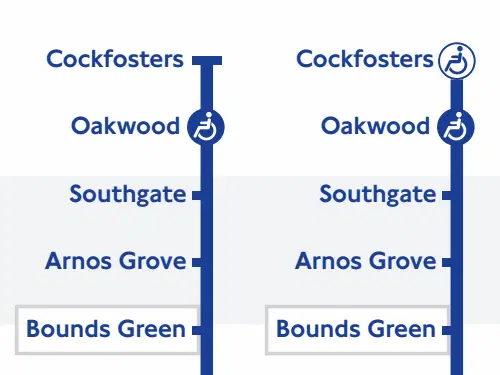 Cockfosters
Oakwood
Southgate
Arnos Grove
Bounds Green
Cockfosters
Oakwood
Southgate
Arnos Grove
Bounds Green